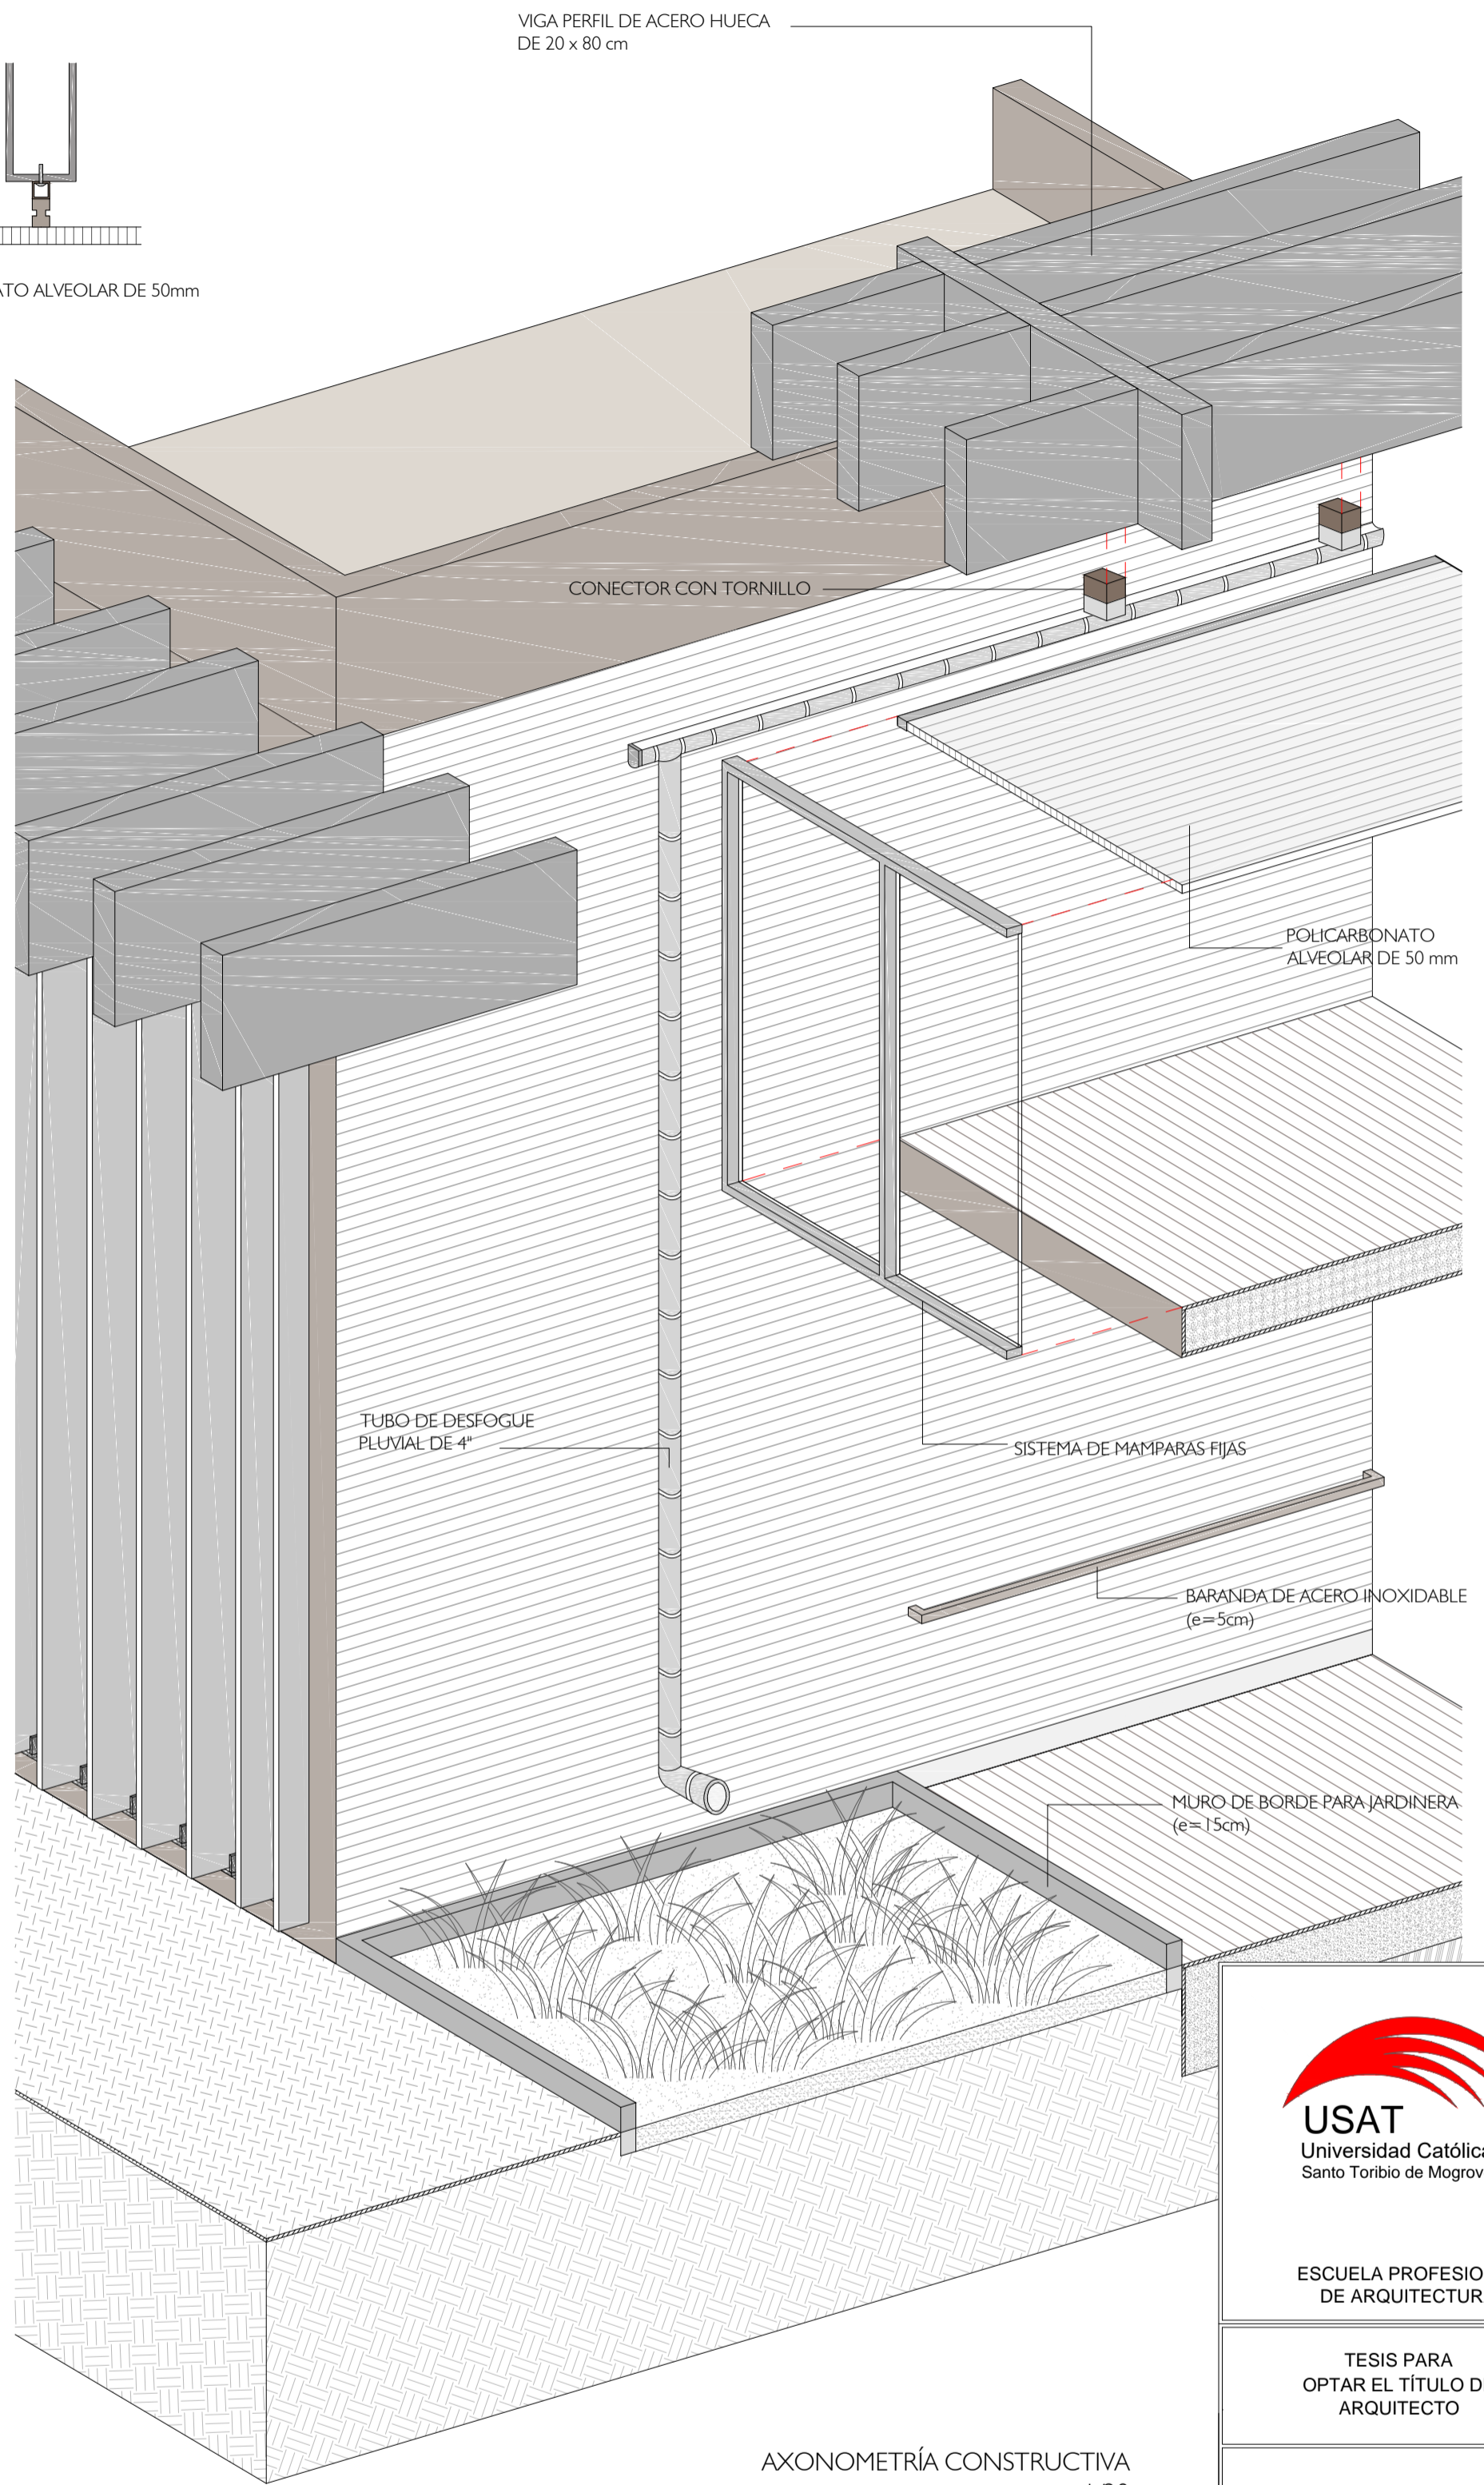 VIGA PERFIL DE ACERO HUECA
DE 20 x 80 cm
ATO ALVEOLAR DE 50mm
CONECTOR CON TORNILLO
POLICARBONATO
ALVEOLAR DE 50 mm
TUBO DE DESFOGUE
PLUVIAL DE 4"
SISTEMA DE MAMPARAS FIJAS
BARANDA DE ACERO INOXIDABLE
(e=5cm)
MURO DE BORDE PARA JARDINERA
(e=15cm)
USAT
Universidad Católica
Santo Toribio de Mogrov
ESCUELA PROFESIO
DE ARQUITECTUR
TESIS PARA
OPTAR EL TÍTULO D
ARQUITECTO
AXONOMETRÍA CONSTRUCTIVA